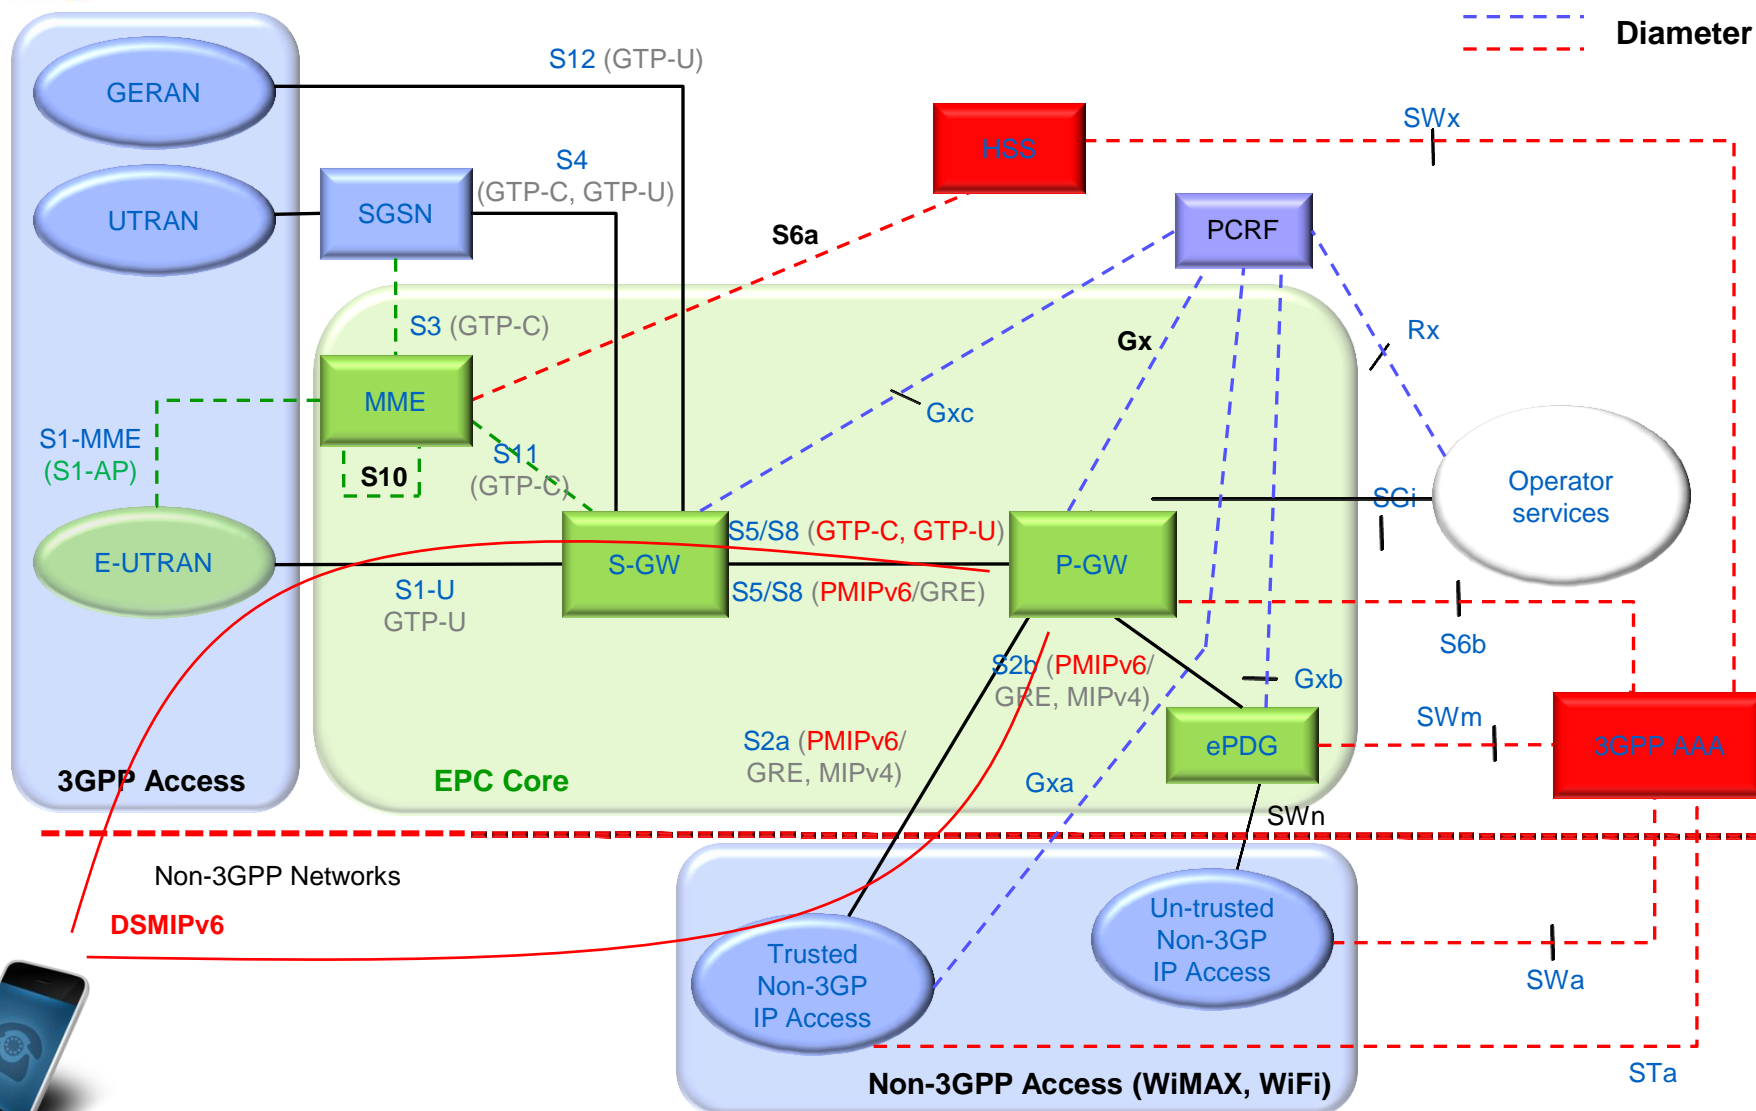 Diameter
S12 (GTP-U)
GERAN
HSS
SWx
S4
(GTP-C, GTP-U)
UTRAN
SGSN
S6a
PCRF
S3 (GTP-C)
Gx
Rx
MME
Gxc
S1-MME
(S1-AP)
S10
S11
(GTP-C)
SGi
Operator
services
E-UTRAN
S-GW
S5/S8 (GTP-C, GTP-U)
P-GW
S1-U
GTP-U
S5/S8 (PMIPv6/GRE)
S6b
S2b (PMIPv6/
GRE, MIPv4)
Gxb
SWm
S2a (PMIPv6/
GRE, MIPv4)
ePDG
3GPP AAA
Gxa
3GPP Access
EPC Core
SWn
Non-3GPP Networks
DSMIPv6
Un-trusted
Non-3GP
IP Access
Trusted
Non-3GP
IP Access
SWa
STa
Non-3GPP Access (WiMAX, WiFi)